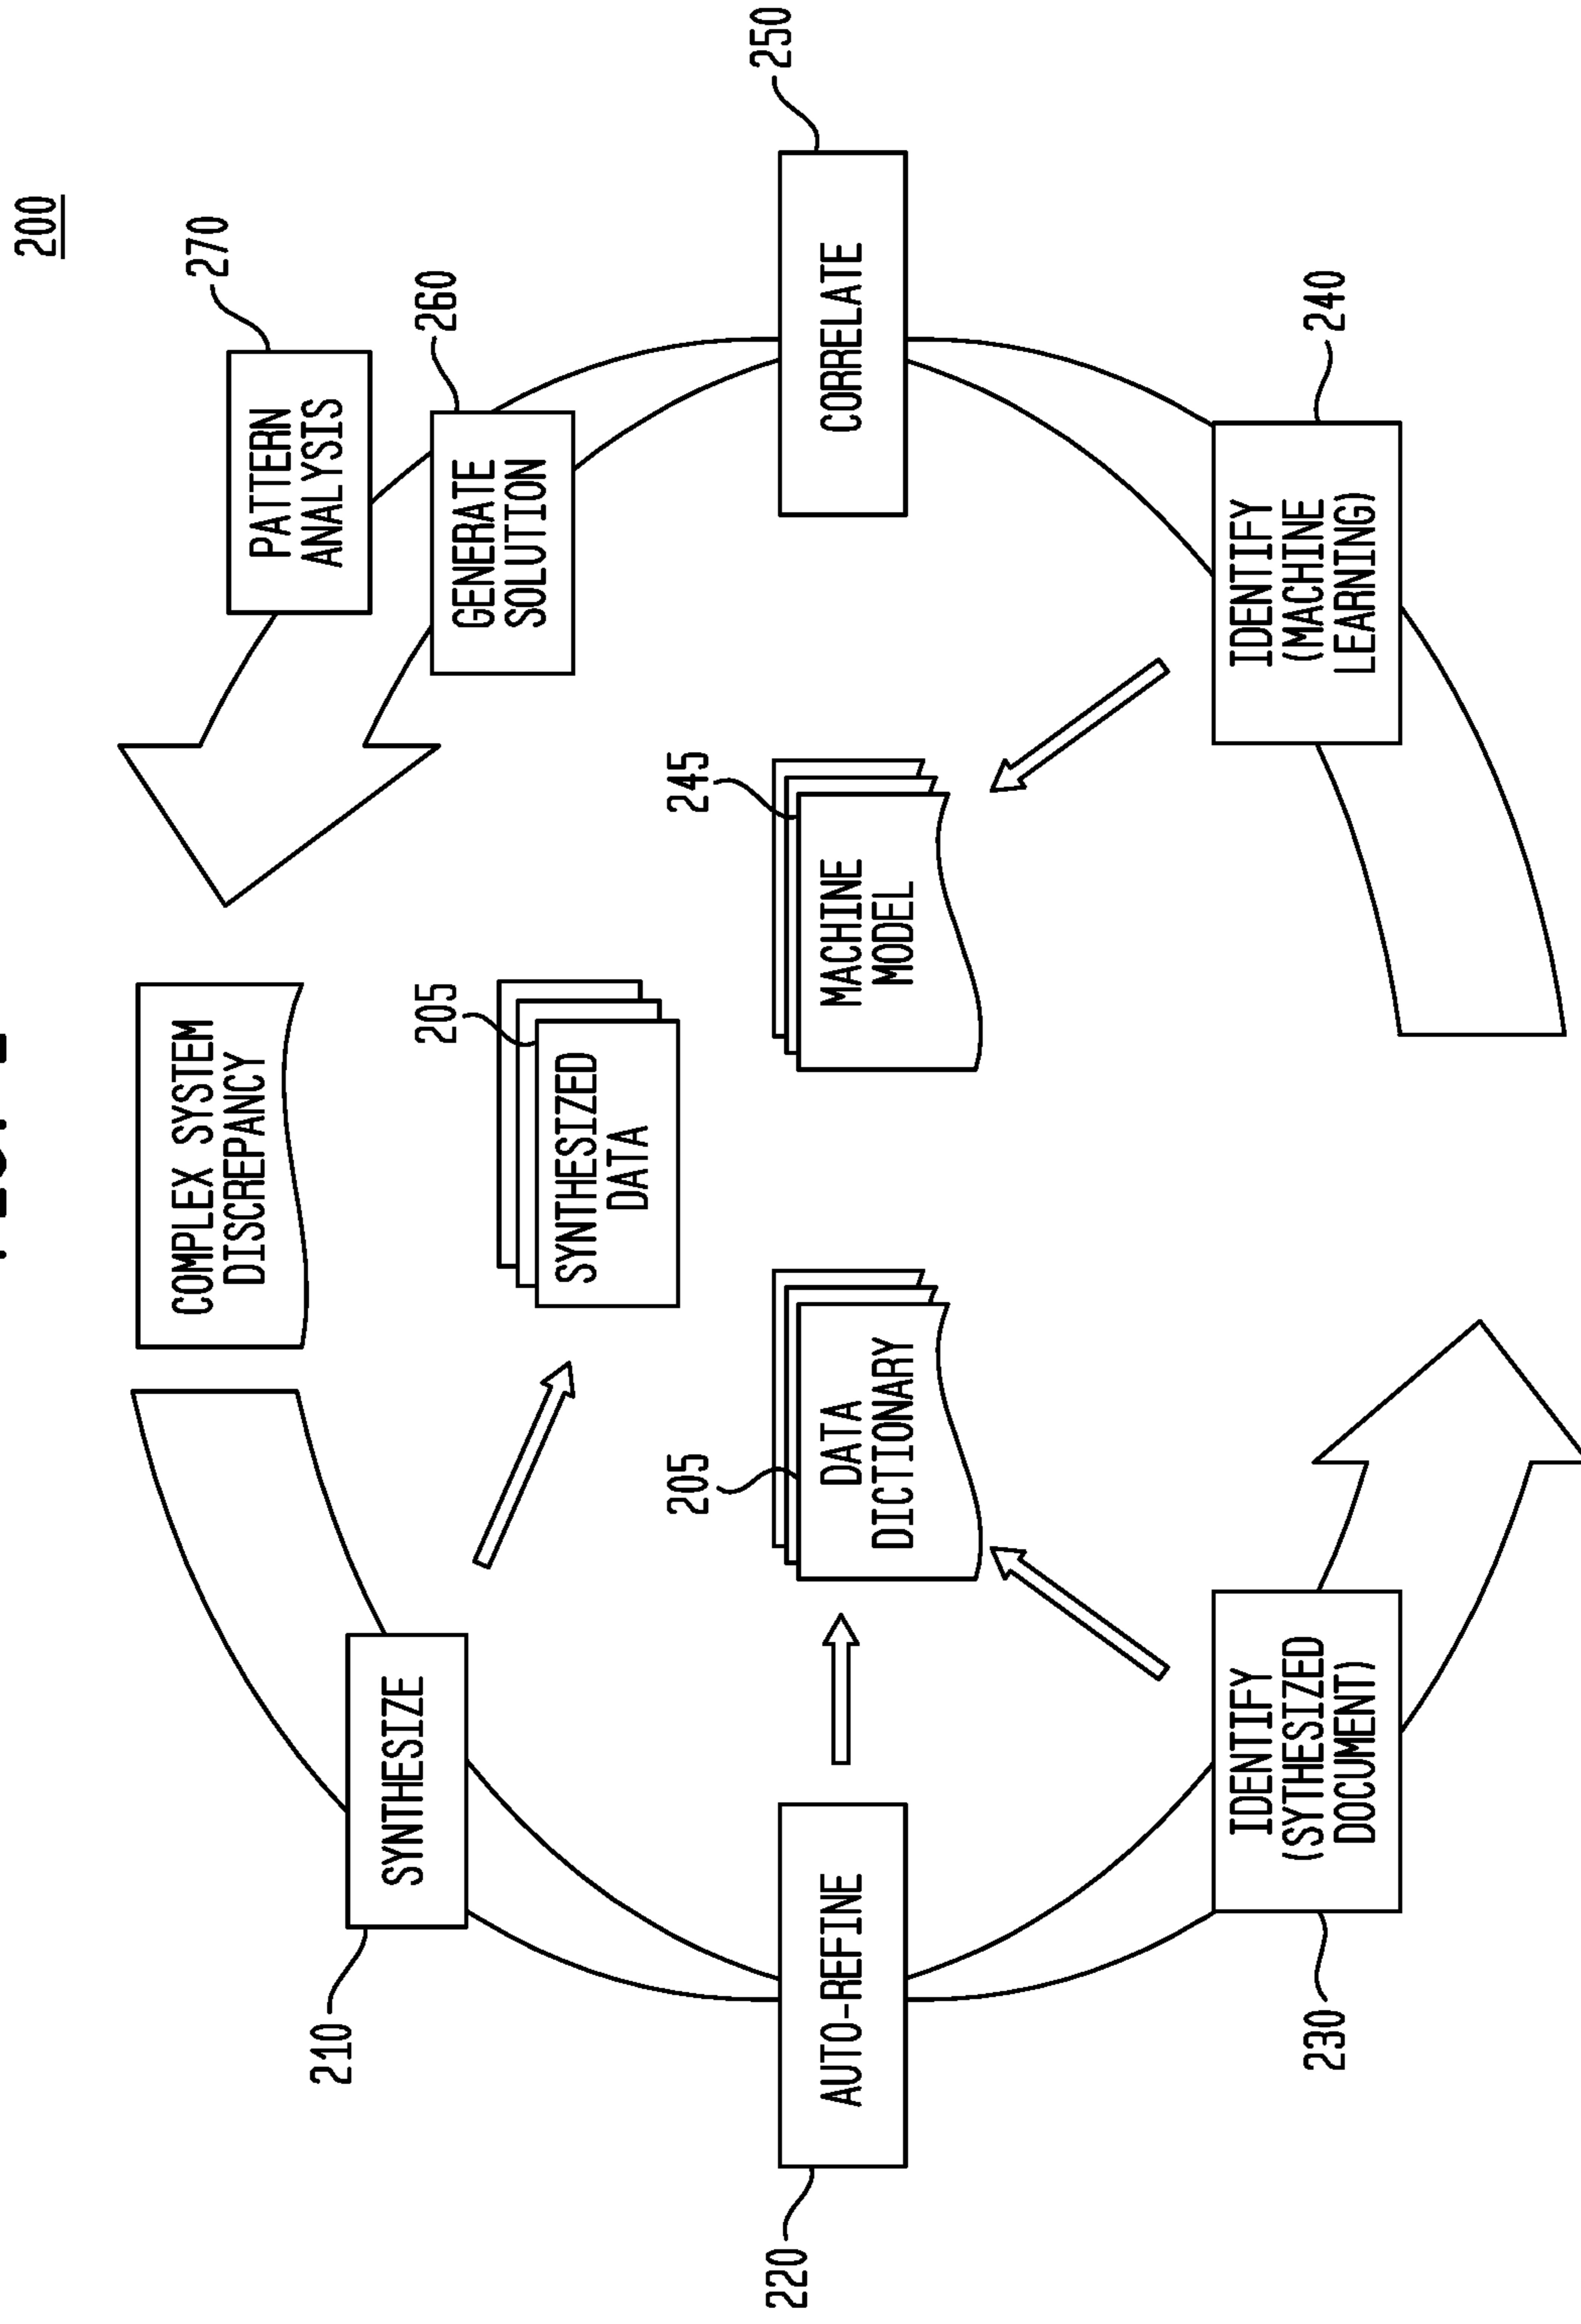 200
COMPLEX SYSTEM
DISCREPANCY
270
PATTERN
ANALYSIS
210
SYNTHESIZE
205
SYNTHESIZED
DATA
260
GENERATE
SOLUTION
220
AUTO-REFINE
205
DATA
DICTIONARY
245
MACHINE
MODEL
250
CORRELATE
230
IDENTIFY
(SYTHESIZED
DOCUMENT)
240
IDENTIFY
(MACHINE
LEARNING)